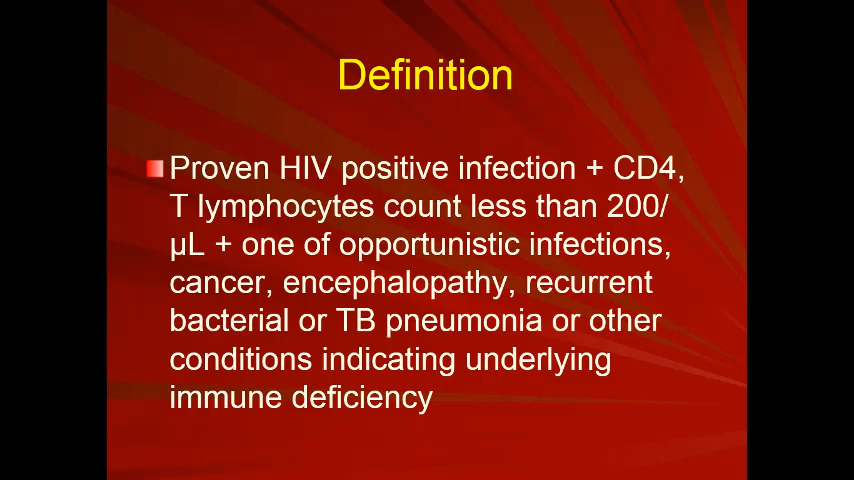 Definition
Proven HIV positive infection + CD4,
T lymphocytes count less than 200/
µL + one of opportunistic infections,
cancer, encephalopathy, recurrent
bacterial or TB pneumonia or other
conditions indicating underlying
immune deficiency